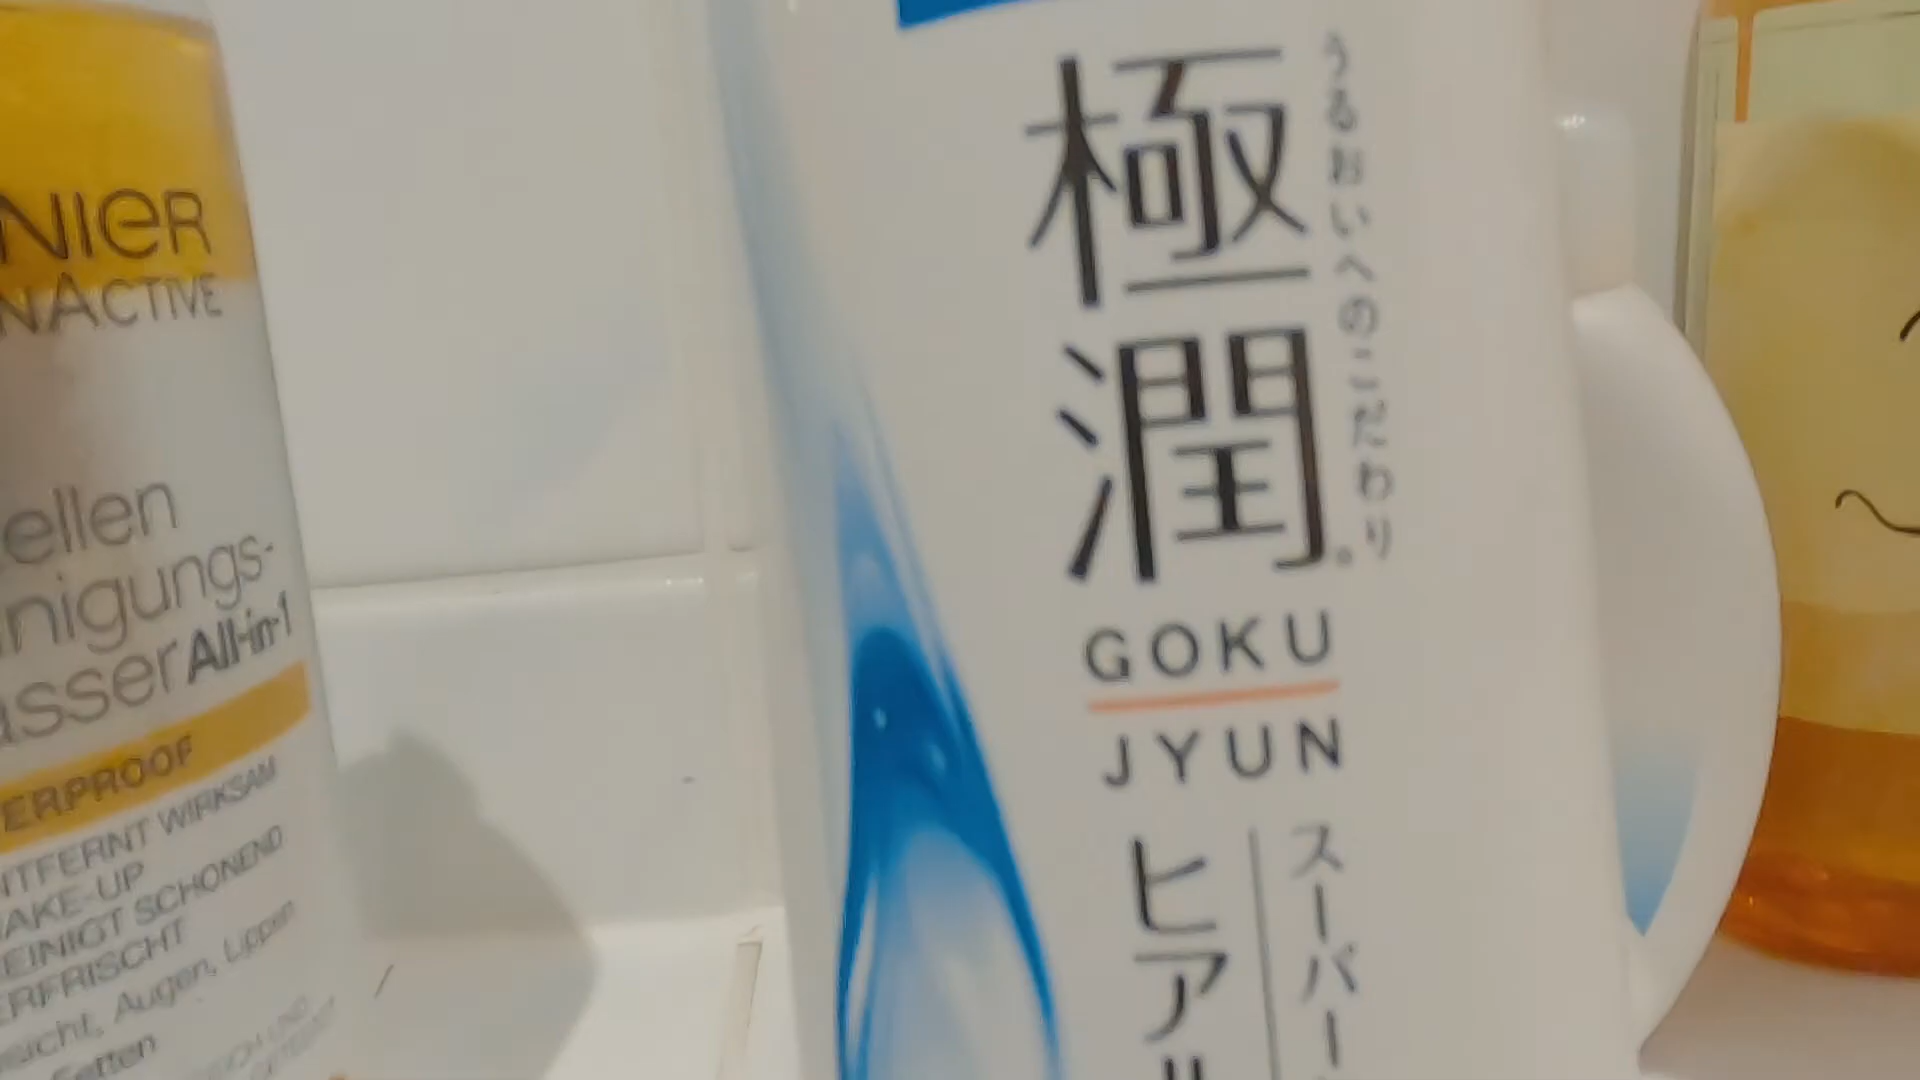 NIER
NACTIVE
ellen
nigungs-
asser All-in-1
ERPROOF
NTFERNT WIRKSAM
AKE-UP
EINIGT SCHONEND
ERFRISCHT
sicht, Augen, Lippen
Fetten
極潤
うるおいへのこだわり
GOKU
JYUN
ヒアル
スーパー